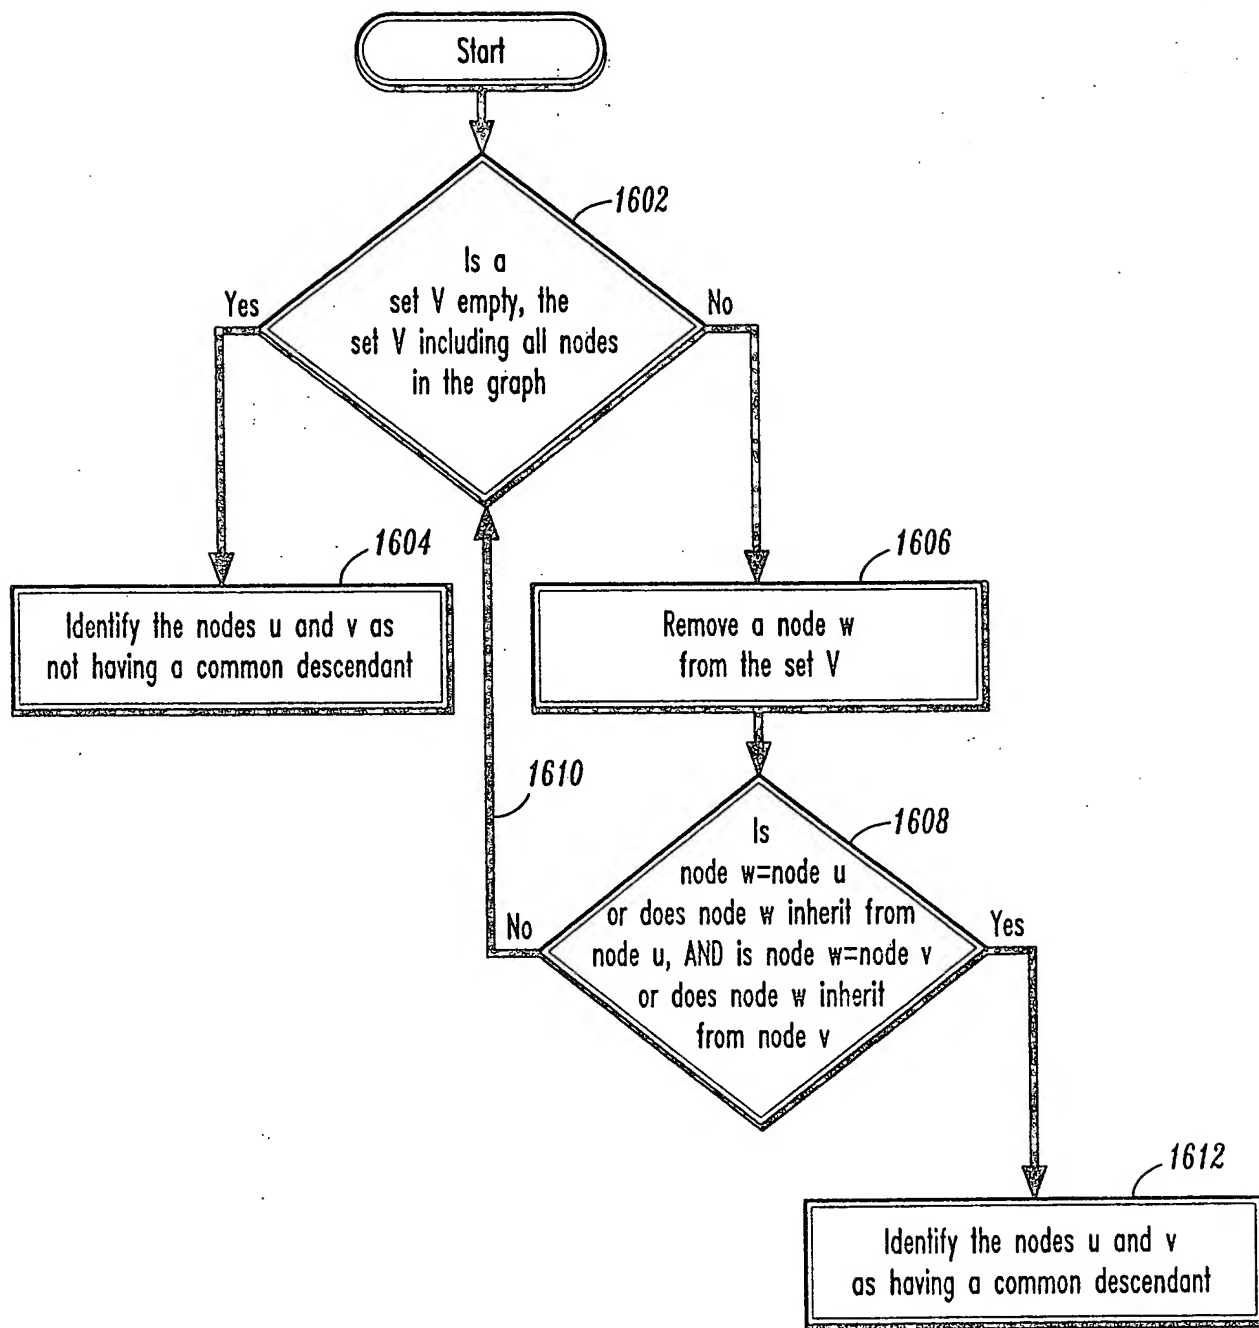 Start
1602
Is a
set V empty, the
set V including all nodes
in the graph
Yes
No
1604
Identify the nodes u and v as
not having a common descendant
1606
Remove a node w
from the set V
1610
1608
Is
node w=node u
or does node w inherit from
node u, AND is node w=node v
or does node w inherit
from node v
No
Yes
1612
Identify the nodes u and v
as having a common descendant